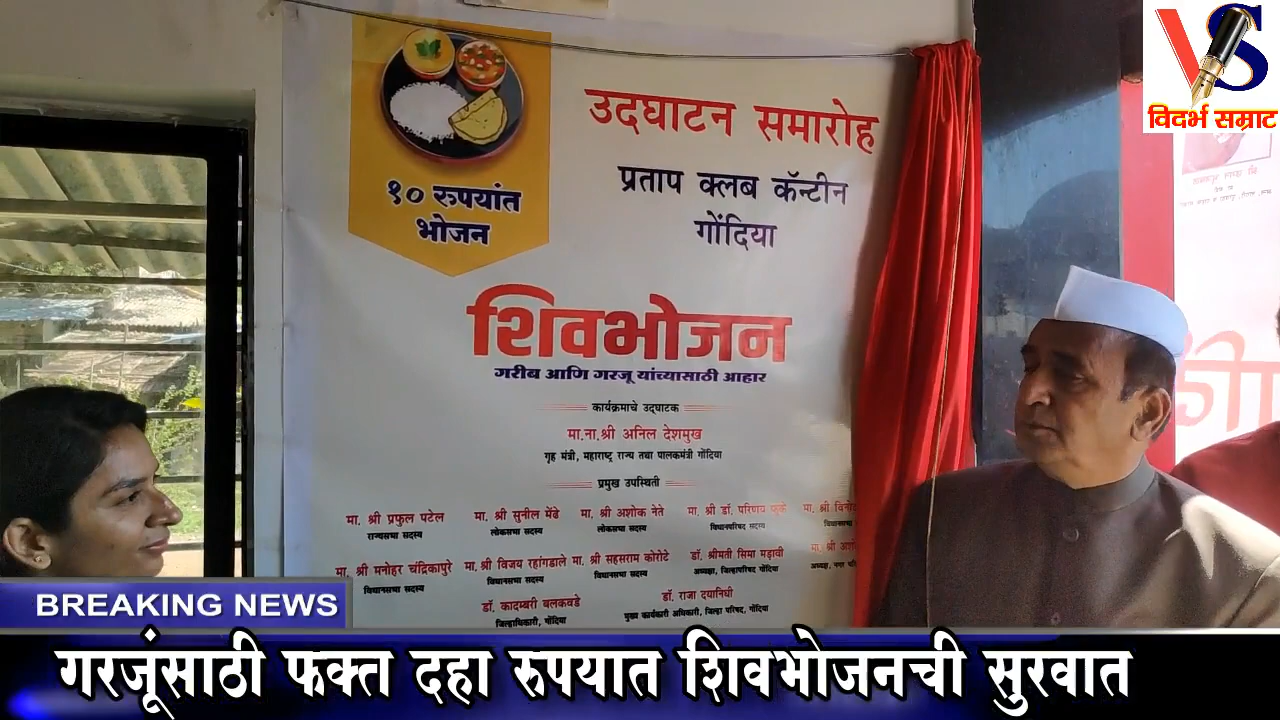 VS
विदर्भ सम्राट
उदघाटन समारोह
प्रताप क्लब कॅन्टीन
गोंदिया
१० रुपयांत
भोजन
शिवभोजन
गरीब आणि गरजू यांच्यासाठी आहार
कार्यक्रमाचे उद्घाटक
मा.ना.श्री अनिल देशमुख
गृह मंत्री, महाराष्ट्र राज्य तथा पालकमंत्री गोंदिया
प्रमुख उपस्थिती
मा. श्री प्रफुल पटेल मा. श्री सुनील मेंढे मा. श्री अशोक नेते मा. श्री डॉ. परिणय फुके मा. श्री
राज्यसभा सदस्य लोकसभा सदस्य लोकसभा सदस्य विधानपरिषद सदस्य
मा. श्री मनोहर चंद्रिकापुरे मा. श्री विजय रहांगडाले मा. श्री सहसराम कोरोटे डॉ. श्रीमती सिमा मडावी मा. श्री
विधानसभा सदस्य विधानसभा सदस्य विधानसभा सदस्य अध्यक्षा, जिल्हापरिषद गोंदिया
डॉ. कादम्बरी बलकवडे डॉ. राजा दयानिधी
जिल्हाधिकारी, गोंदिया मुख्य कार्यकारी अधिकारी, जिल्हा परिषद, गोंदिया
BREAKING NEWS
गरजूंसाठी फक्त दहा रुपयात शिवभोजनची सुरवात